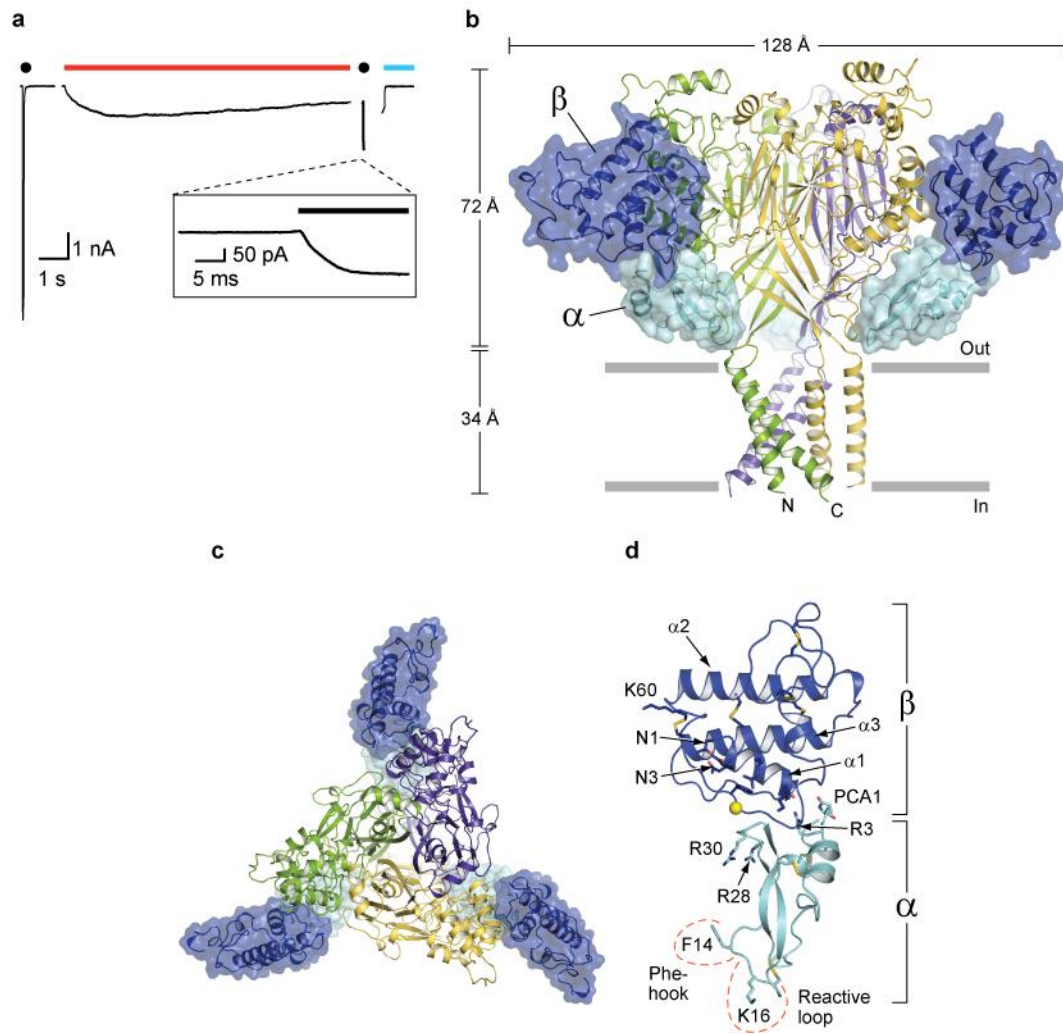 a
1 nA
1 s
50 pA
5 ms
b
128 Å
β
72 Å
α
Out
34 Å
N
C
In
c
d
α2
K60
α3
β
N1
N3
α1
PCA1
R3
R30
R28
α
F14
Phe-
hook
K16
Reactive
loop